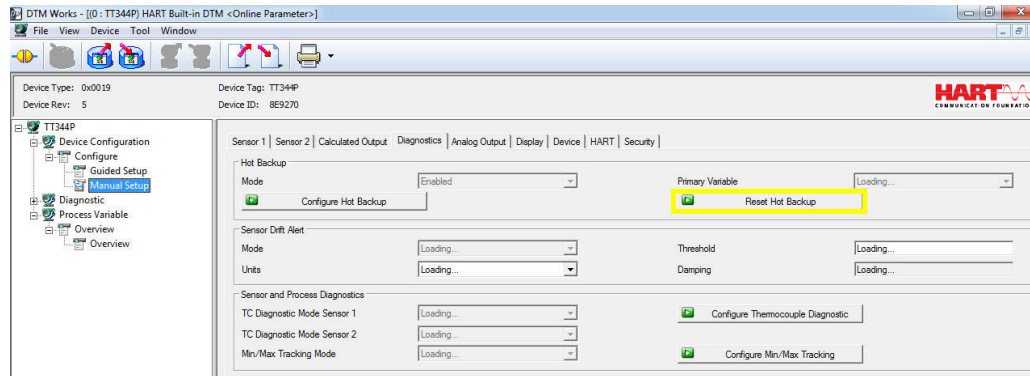 DTM Works - [(0 : TT344P) HART Built-in DTM <Online Parameter>]
File View Device Tool Window
Device Type: 0x0019
Device Rev: 5
Device Tag: TT344P
Device ID: 8E9270
HART
COMMUNICATION FOUNDATIO
TT344P
Device Configuration
Configure
Guided Setup
Manual Setup
Diagnostic
Process Variable
Overview
Overview
Sensor 1 Sensor 2 Calculated Output Diagnostics Analog Output Display Device HART Security
Hot Backup
Mode Enabled Primary Variable Loading...
Configure Hot Backup Reset Hot Backup
Sensor Drift Alert
Mode Loading... Threshold Loading...
Units Loading... Damping Loading...
Sensor and Process Diagnostics
TC Diagnostic Mode Sensor 1 Loading... Configure Thermocouple Diagnostic
TC Diagnostic Mode Sensor 2 Loading...
Min/Max Tracking Mode Loading... Configure Min/Max Tracking